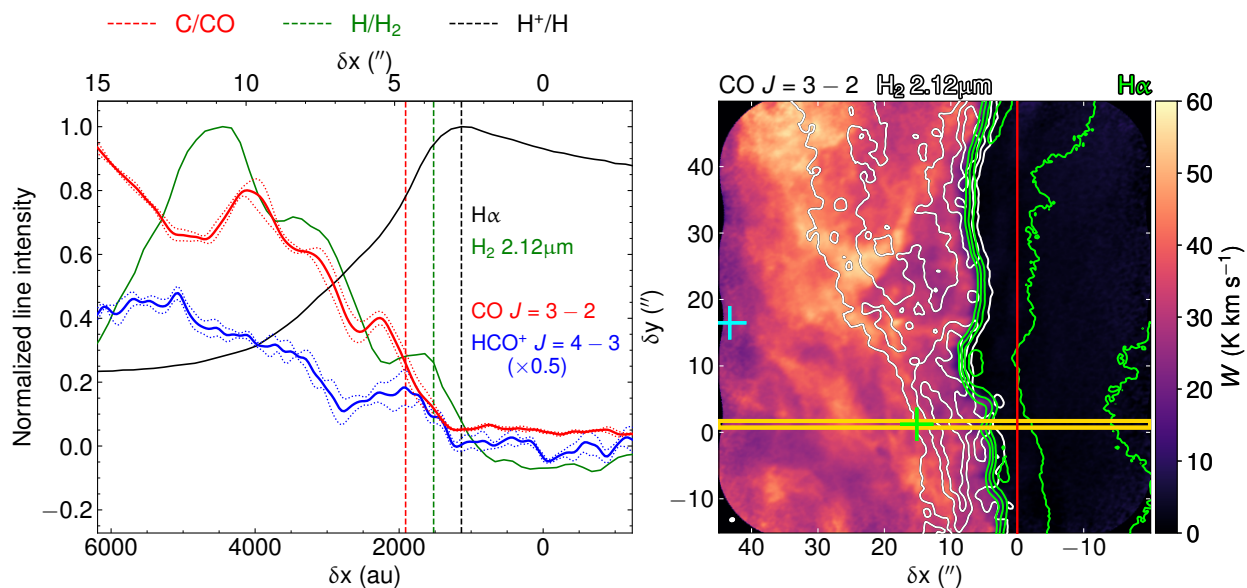 C/CO H/H₂ H⁺/H
δx (″)
15 10 5 0
Normalized line intensity
1.0
0.8
0.6
0.4
0.2
0.0
−0.2
Hα
H₂ 2.12μm
CO J = 3 − 2
HCO⁺ J = 4 − 3
(×0.5)
6000 4000 2000 0
δx (au)
CO J = 3 − 2 H₂ 2.12μm Hα
δy (″)
40
30
20
10
0
−10
40 30 20 10 0 −10
δx (″)
60
50
40
30
20
10
0
W (K km s⁻¹)